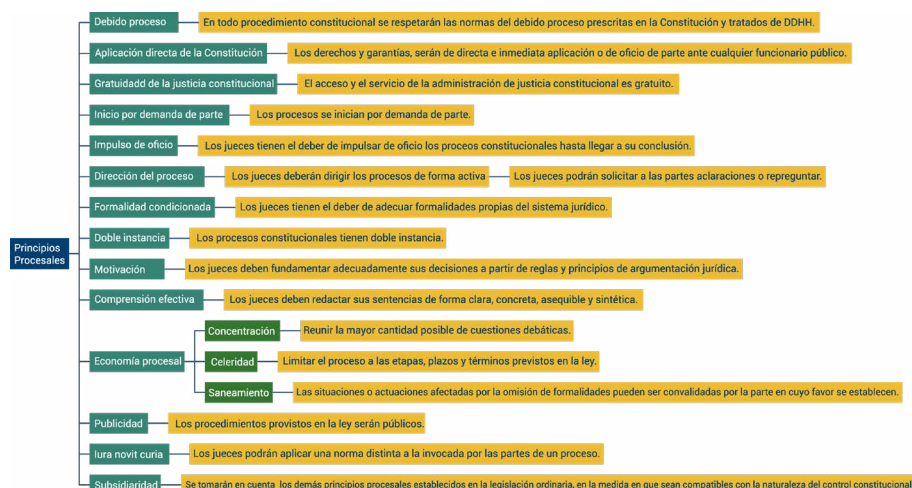 Debido proceso
En todo procedimiento constitucional se respetarán las normas del debido proceso prescritas en la Constitución y tratados de DDHH.
Aplicación directa de la Constitución
Los derechos y garantías, serán de directa e inmediata aplicación o de oficio de parte ante cualquier funcionario público.
Gratuidadd de la justicia constitucional
El acceso y el servicio de la administración de justicia constitucional es gratuito.
Inicio por demanda de parte
Los procesos se inician por demanda de parte.
Impulso de oficio
Los jueces tienen el deber de impulsar de oficio los proceos constitucionales hasta llegar a su conclusión.
Dirección del proceso
Los jueces deberán dirigir los procesos de forma activa
Los jueces podrán solicitar a las partes aclaraciones o repreguntar.
Formalidad condicionada
Los jueces tienen el deber de adecuar formalidades propias del sistema jurídico.
Doble instancia
Los procesos constitucionales tienen doble instancia.
Principios
Procesales
Motivación
Los jueces deben fundamentar adecuadamente sus decisiones a partir de reglas y principios de argumentación jurídica.
Comprensión efectiva
Los jueces deben redactar sus sentencias de forma clara, concreta, asequible y sintética.
Economía procesal
Concentración
Reunir la mayor cantidad posible de cuestiones debáticas.
Celeridad
Limitar el proceso a las etapas, plazos y términos previstos en la ley.
Saneamiento
Las situaciones o actuaciones afectadas por la omisión de formalidades pueden ser convalidadas por la parte en cuyo favor se establecen.
Publicidad
Los procedimientos provistos en la ley serán públicos.
Iura novit curia
Los jueces podrán aplicar una norma distinta a la invocada por las partes de un proceso.
Subsidiaridad
Se tomarán en cuenta los demás principios procesales establecidos en la legislación ordinaria, en la medida en que sean compatibles con la naturaleza del control constitucional